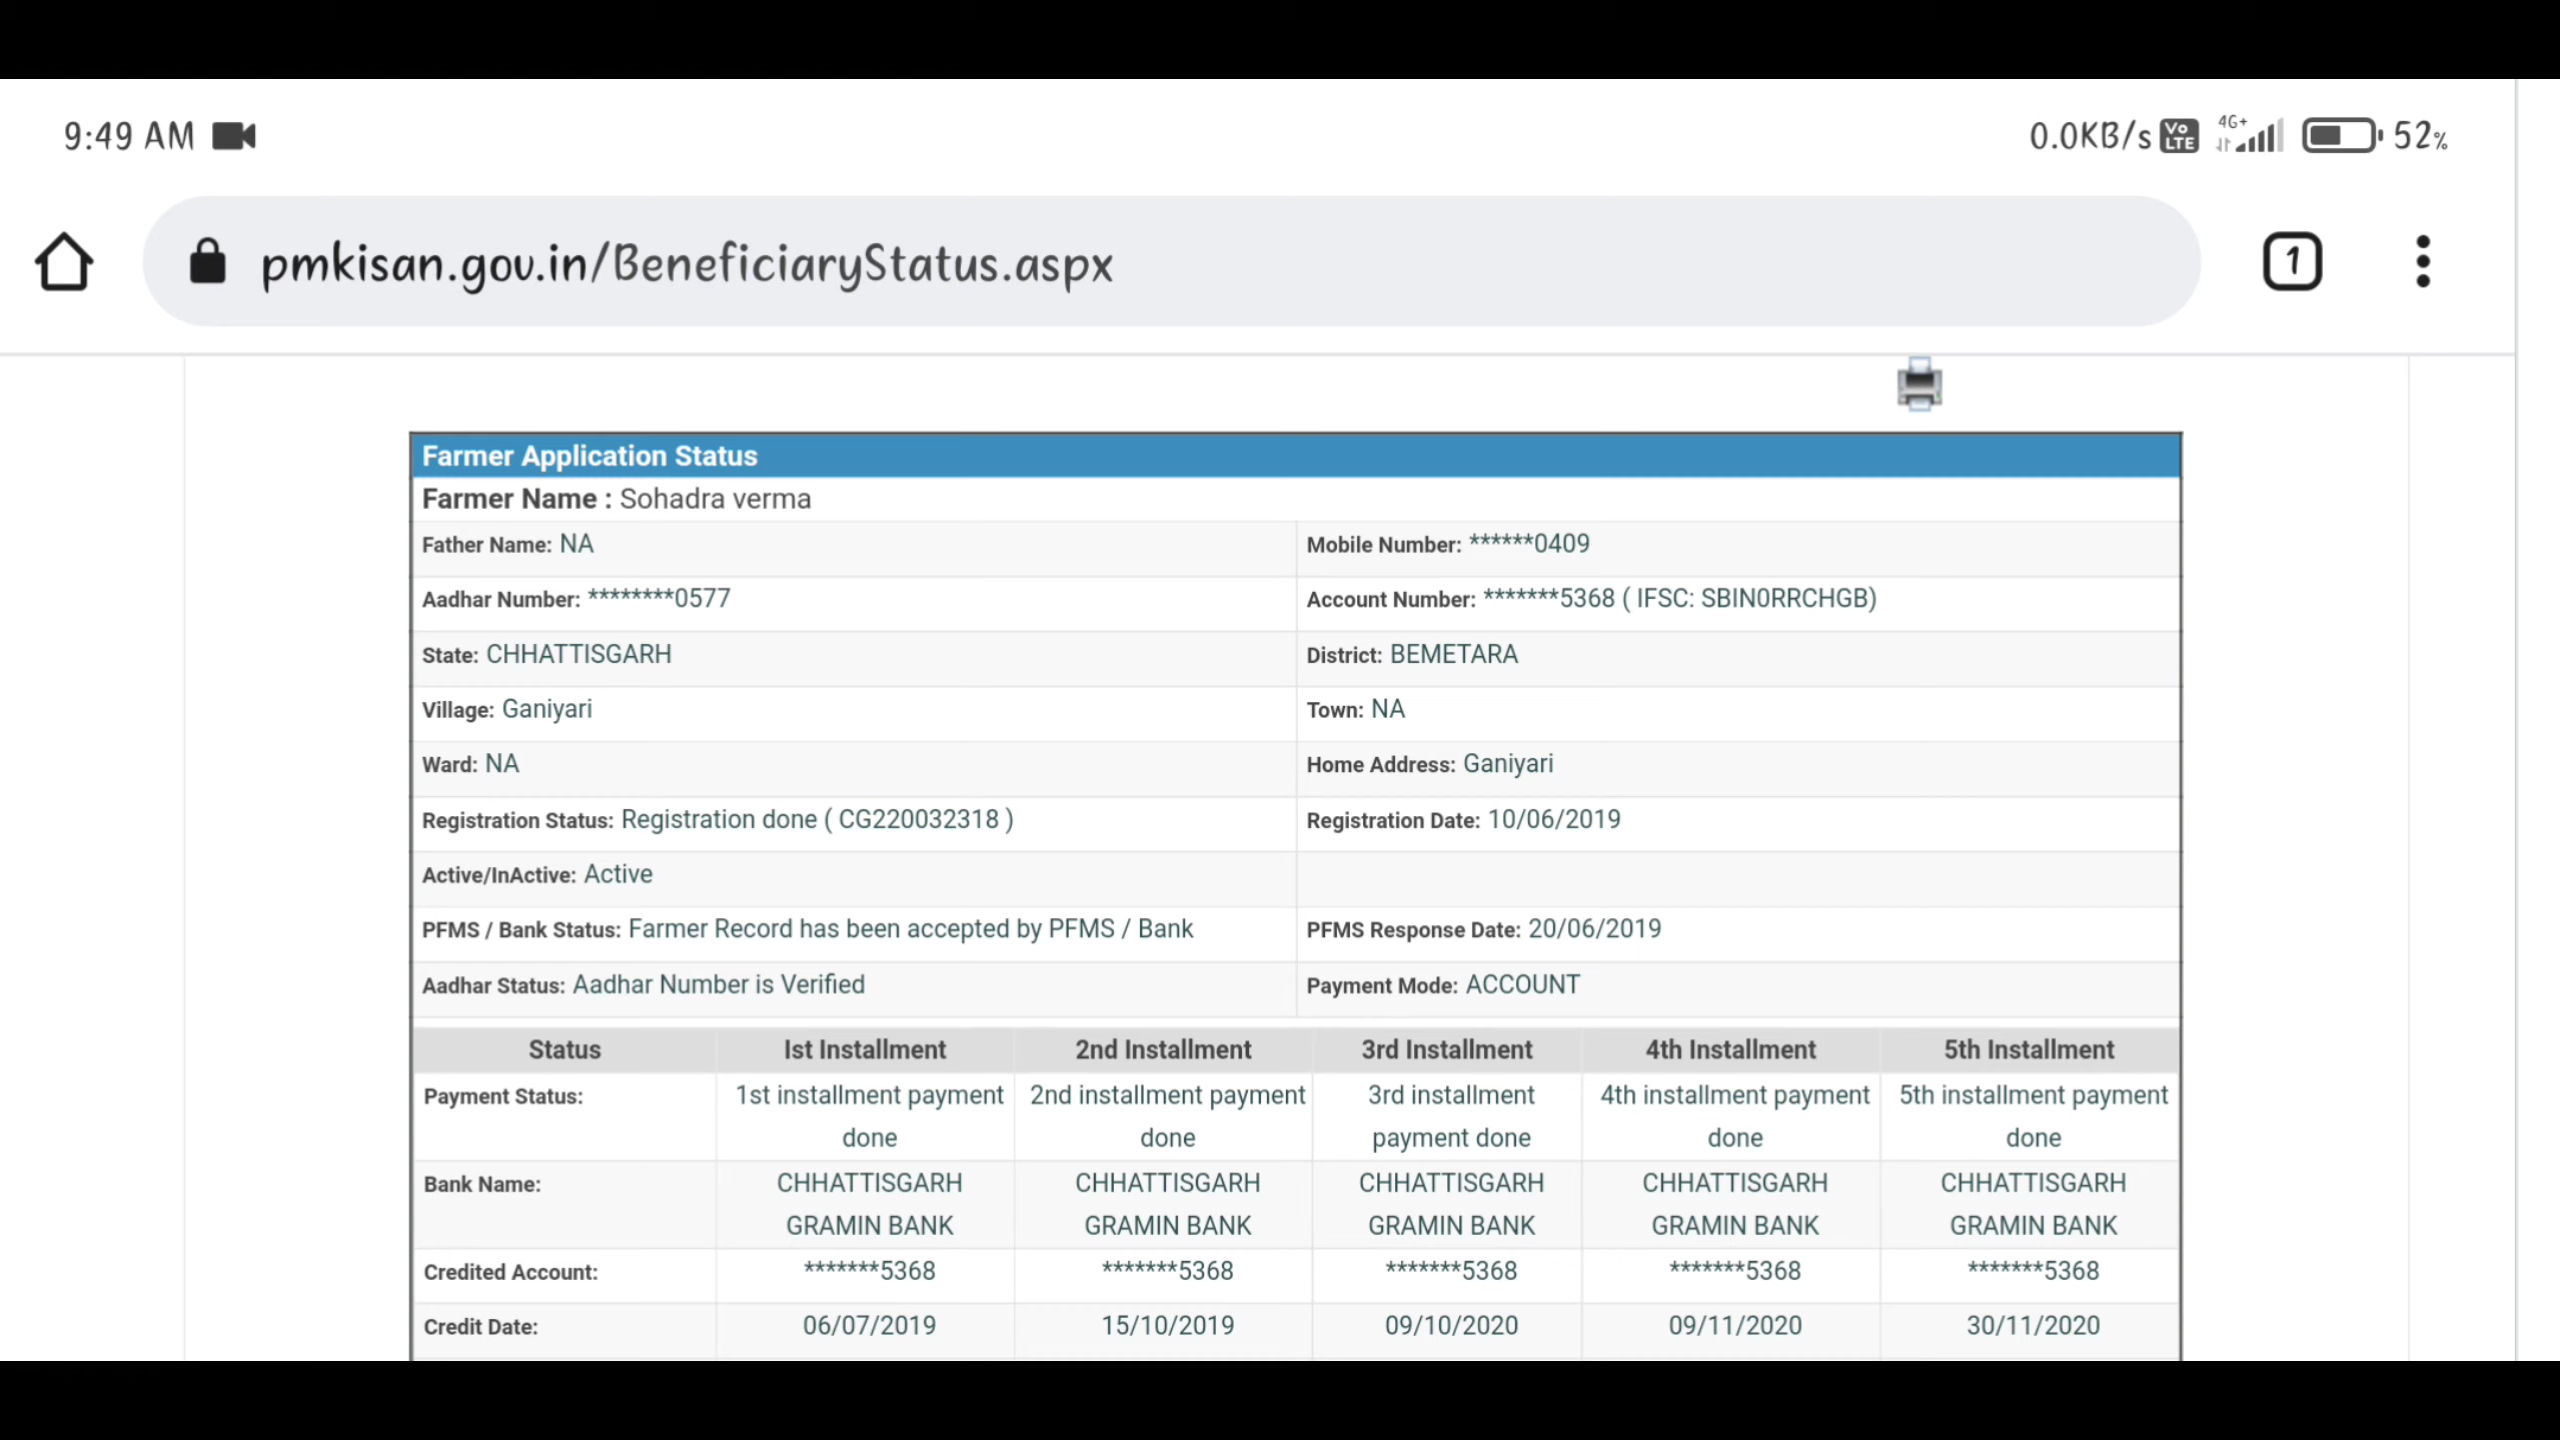 9:49 AM 0.0KB/s Vo LTE 4G+ 52%
pmkisan.gov.in/BeneficiaryStatus.aspx 1
Farmer Application Status
Farmer Name : Sohadra verma
Father Name: NA Mobile Number: ******0409
Aadhar Number: ********0577 Account Number: *******5368 ( IFSC: SBIN0RRCHGB)
State: CHHATTISGARH District: BEMETARA
Village: Ganiyari Town: NA
Ward: NA Home Address: Ganiyari
Registration Status: Registration done ( CG220032318 ) Registration Date: 10/06/2019
Active/InActive: Active
PFMS / Bank Status: Farmer Record has been accepted by PFMS / Bank PFMS Response Date: 20/06/2019
Aadhar Status: Aadhar Number is Verified Payment Mode: ACCOUNT
Status Ist Installment 2nd Installment 3rd Installment 4th Installment 5th Installment
Payment Status: 1st installment payment 2nd installment payment 3rd installment 4th installment payment 5th installment payment
done done payment done done done
Bank Name: CHHATTISGARH CHHATTISGARH CHHATTISGARH CHHATTISGARH CHHATTISGARH
GRAMIN BANK GRAMIN BANK GRAMIN BANK GRAMIN BANK GRAMIN BANK
Credited Account: *******5368 *******5368 *******5368 *******5368 *******5368
Credit Date: 06/07/2019 15/10/2019 09/10/2020 09/11/2020 30/11/2020